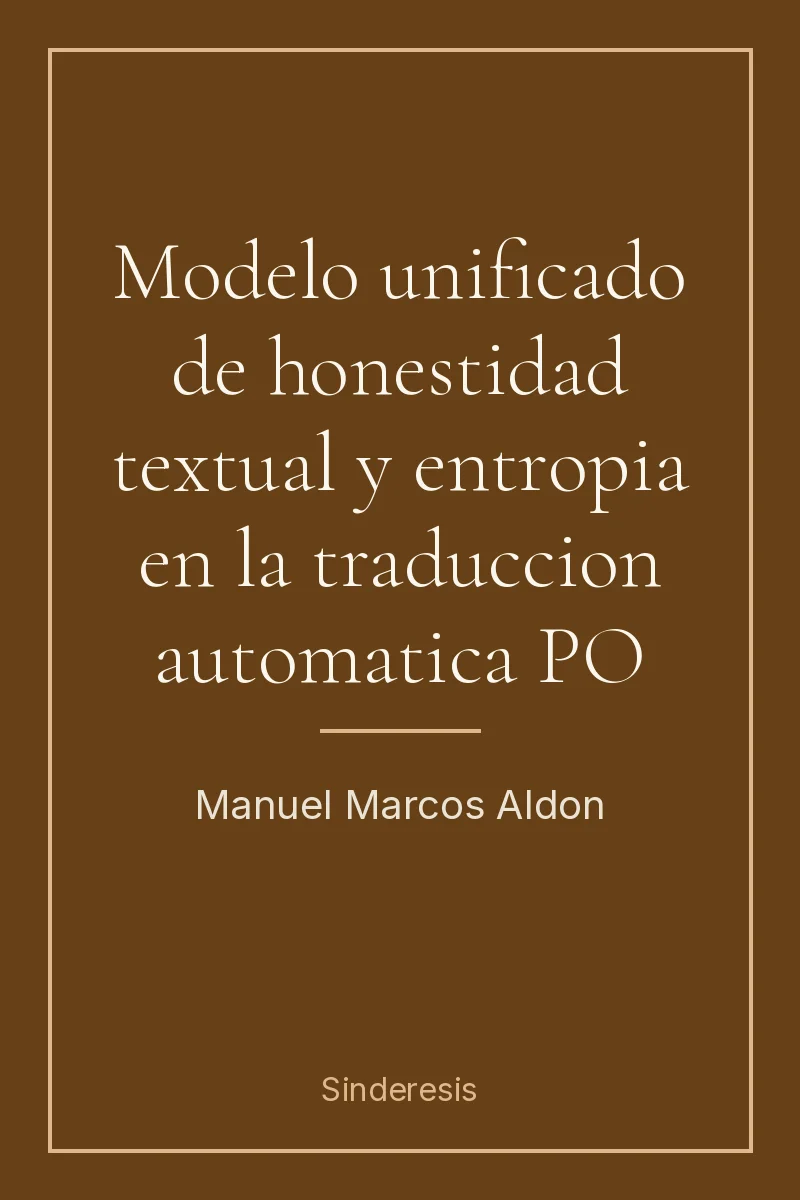 Modelo unificado
de honestidad
textual y entropia
en la traduccion
automatica PO
Manuel Marcos Aldon
Sinderesis